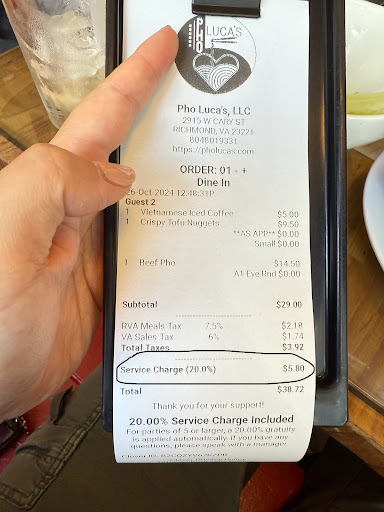 PHO LUCA'S
Pho Luca's, LLC
2915 W CARY ST
RICHMOND, VA 23221
8048019331
https://pholucas.com
ORDER: 01 - +
Dine In
26-Oct-2024 12:48:31P
Guest 2
1 Vietnamese Iced Coffee $5.00
1 Crispy Tofu Nuggets $9.50
**AS APP** $0.00
Small $0.00
1 Beef Pho $14.50
A1 Eye Rnd $0.00
Subtotal $29.00
RVA Meals Tax 7.5% $2.18
VA Sales Tax 6% $1.74
Total Taxes $3.92
Service Charge (20.0%) $5.80
Total $38.72
Thank you for your support!
20.00% Service Charge Included
For parties of 5 or larger, a 20.00% gratuity
is applied automatically. If you have any
questions, please speak with a manager.
Clover ID: